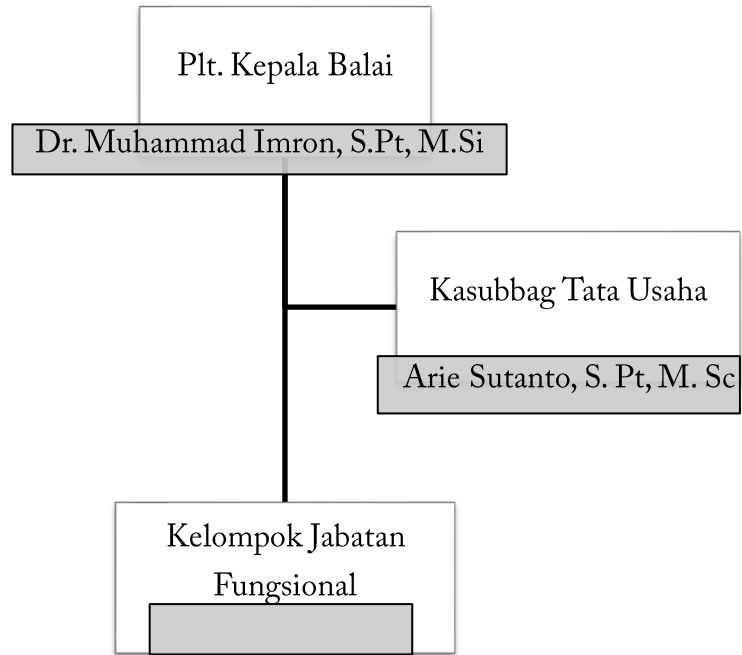 Plt. Kepala Balai
Dr. Muhammad Imron, S.Pt, M.Si
Kasubbag Tata Usaha
Arie Sutanto, S. Pt, M. Sc
Kelompok Jabatan
Fungsional